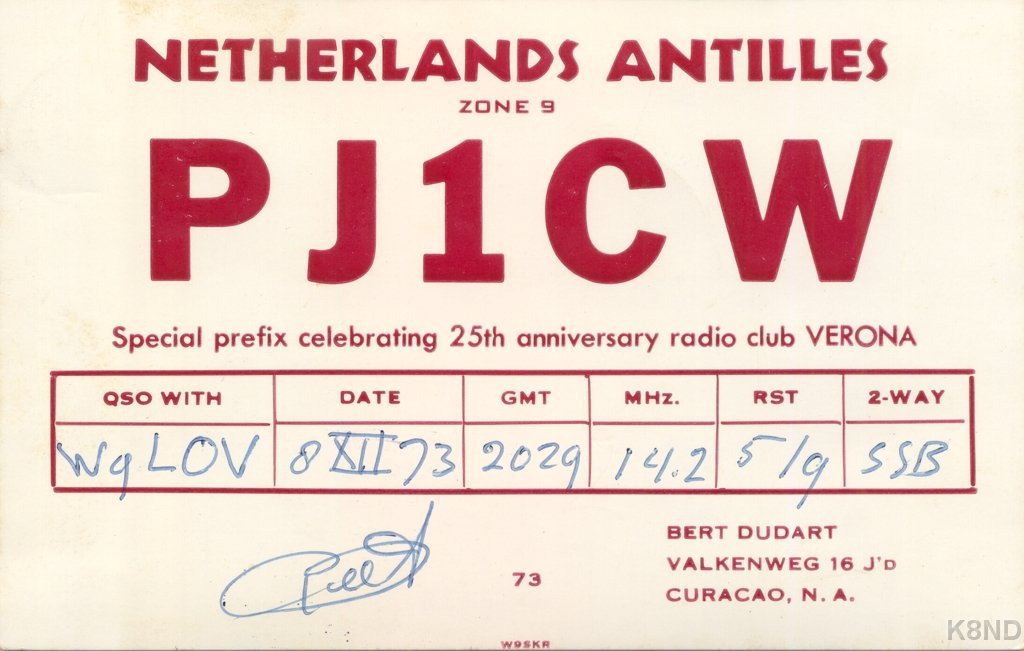 NETHERLANDS ANTILLES
ZONE 9
PJ1CW
Special prefix celebrating 25th anniversary radio club VERONA
QSO WITH DATE GMT MHz. RST 2-WAY
W9LOV 8 XII 73 2029 14.2 5/9 SSB
BERT DUDART
73 VALKENWEG 16 J'D
CURACAO, N. A.
W9SKR
K8ND